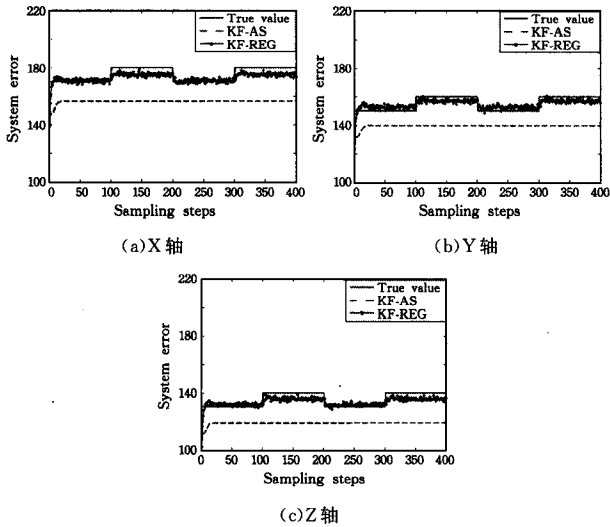 220
180
140
100
System error
True value
KF-AS
KF-REG
0 50 100 150 200 250 300 350 400
Sampling steps
(a)X轴
220
180
140
100
System error
True value
KF-AS
KF-REG
0 50 100 150 200 250 300 350 400
Sampling steps
(b)Y轴
220
180
140
100
System error
True value
KF-AS
KF-REG
0 50 100 150 200 250 300 350 400
Sampling steps
(c)Z轴